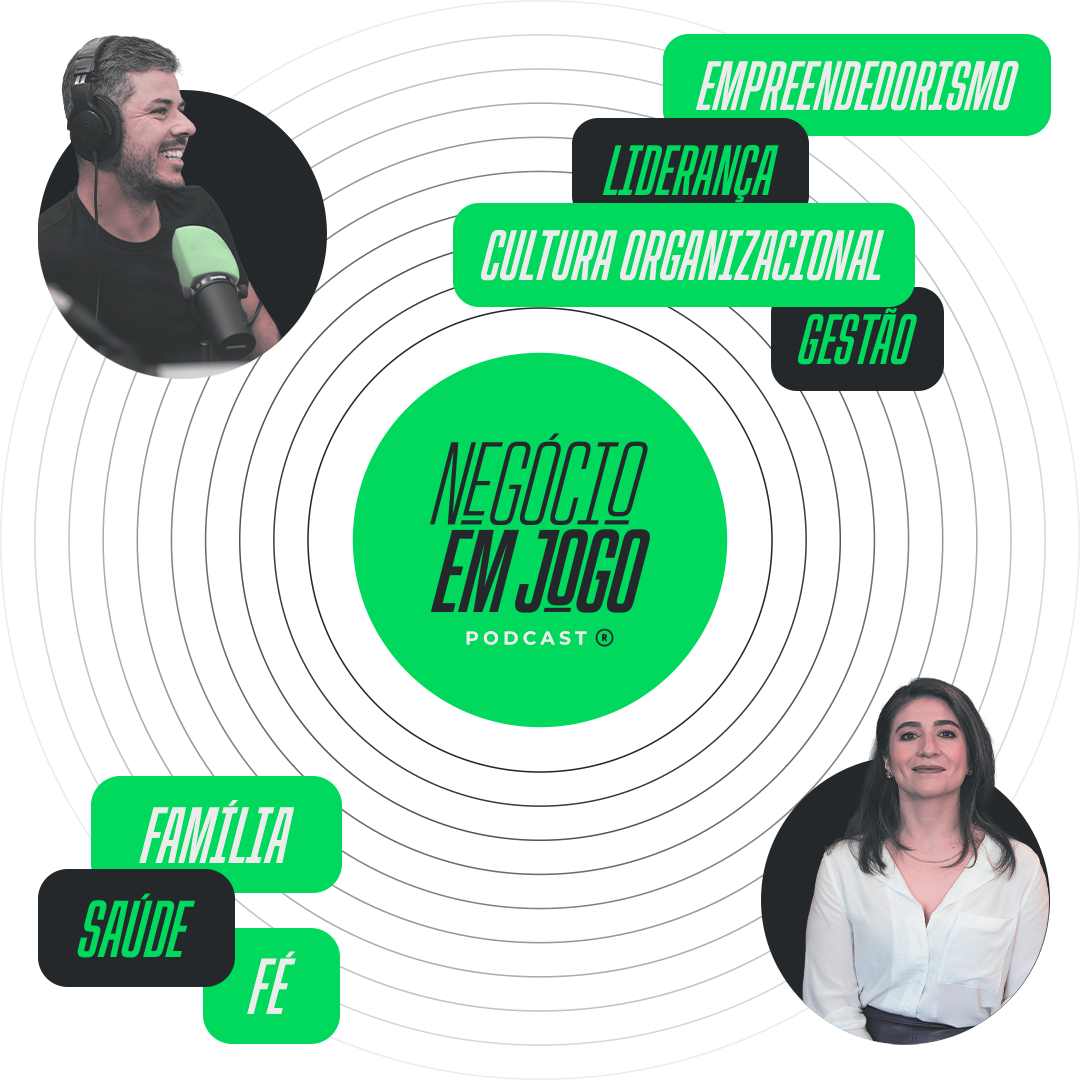 EMPREENDEDORISMO
LIDERANÇA
CULTURA ORGANIZACIONAL
GESTÃO
NEGÓCIO
EM JOGO
PODCAST ®
FAMÍLIA
SAÚDE
FÉ